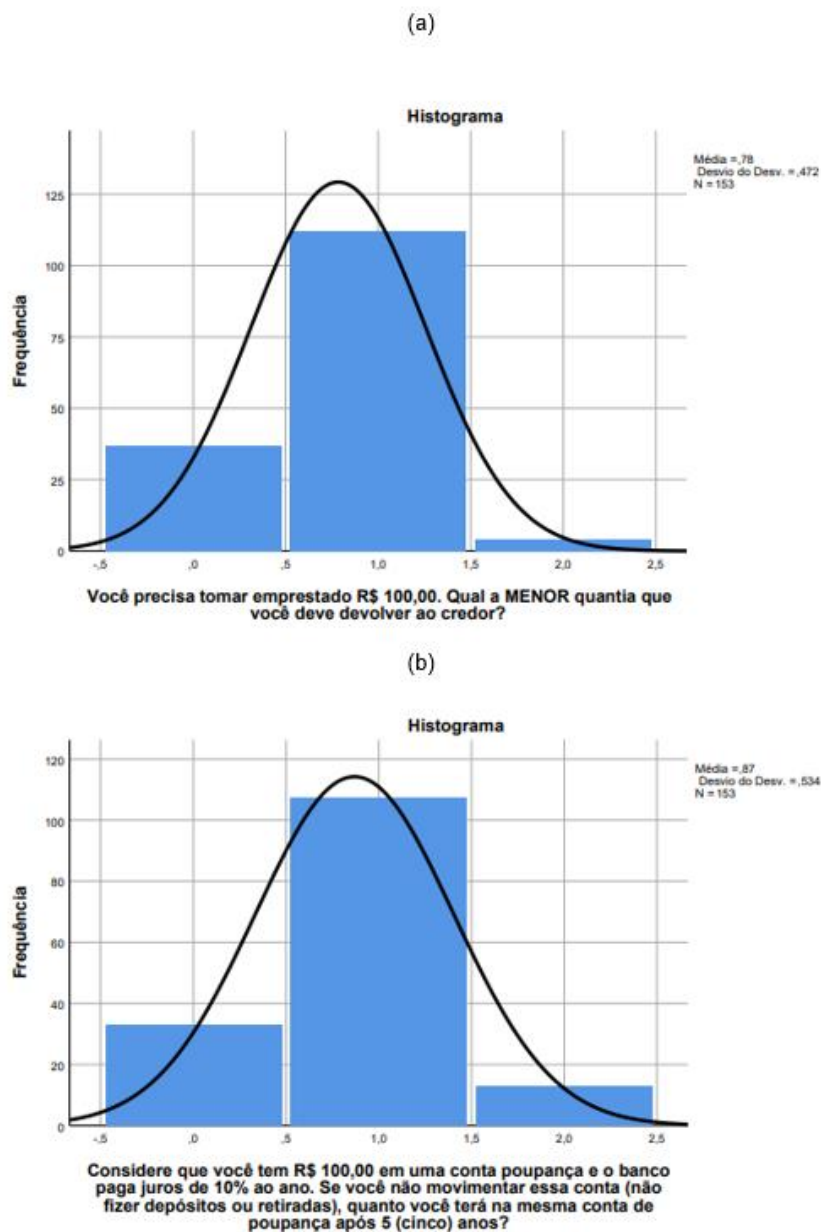 (a)
Histograma
Média =,78
Desvio do Desv. =,472
N = 153
Frequência
125
100
75
50
25
0
-,5 ,0 ,5 1,0 1,5 2,0 2,5
Você precisa tomar emprestado R$ 100,00. Qual a MENOR quantia que
você deve devolver ao credor?
(b)
Histograma
Média =,87
Desvio do Desv. =,534
N = 153
Frequência
120
100
80
60
40
20
0
-,5 ,0 ,5 1,0 1,5 2,0 2,5
Considere que você tem R$ 100,00 em uma conta poupança e o banco
paga juros de 10% ao ano. Se você não movimentar essa conta (não
fizer depósitos ou retiradas), quanto você terá na mesma conta de
poupança após 5 (cinco) anos?